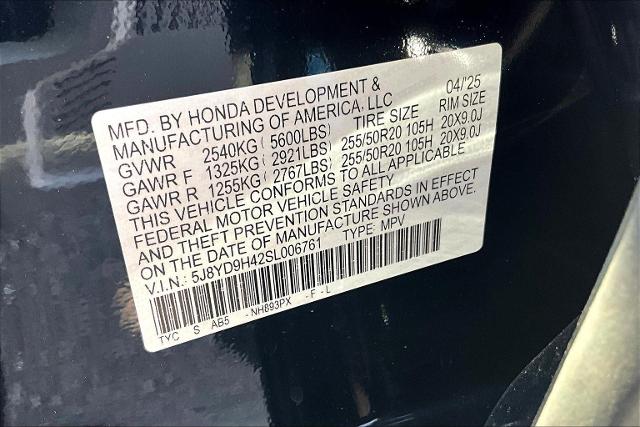 MFD. BY HONDA DEVELOPMENT & 04/'25
MANUFACTURING OF AMERICA, LLC
GVWR 2540KG( 5600LBS) TIRE SIZE RIM SIZE
GAWR F 1325KG( 2921LBS) 255/50R20 105H 20X9.0J
GAWR R 1255KG( 2767LBS) 255/50R20 105H 20X9.0J
THIS VEHICLE CONFORMS TO ALL APPLICABLE
FEDERAL MOTOR VEHICLE SAFETY
AND THEFT PREVENTION STANDARDS IN EFFECT
ON THE DATE OF MANUFACTURE SHOWN ABOVE.
V.I.N.: 5J8YD9H42SL006761 TYPE: MPV
TYC S AB5 - NH893PX - F - L